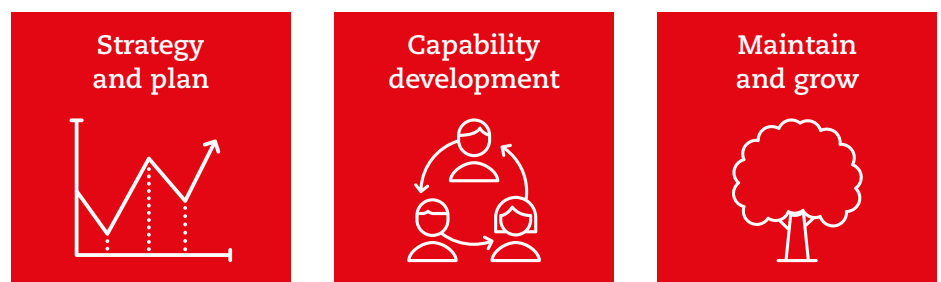 Strategy
and plan
Capability
development
Maintain
and grow